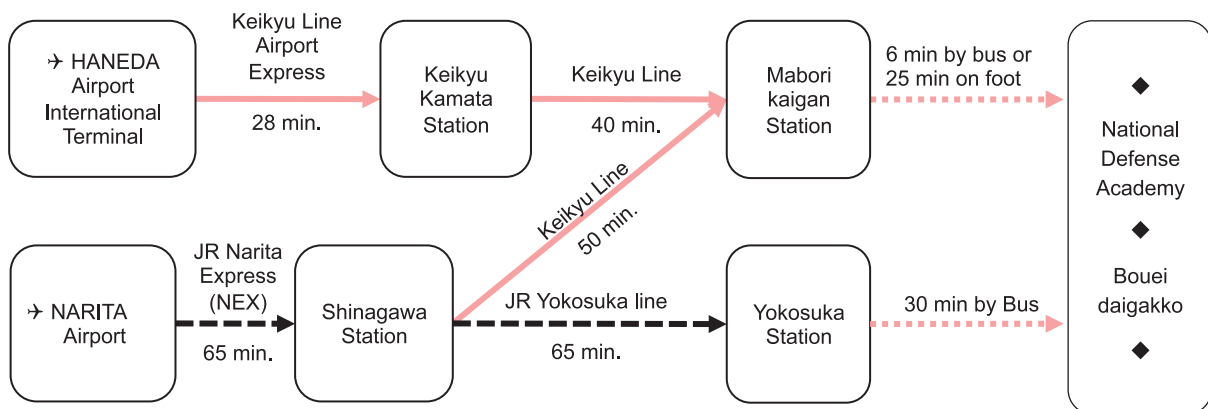 ✈ HANEDA
Airport
International
Terminal
Keikyu Line
Airport
Express
28 min.
Keikyu
Kamata
Station
Keikyu Line
40 min.
Mabori
kaigan
Station
6 min by bus or
25 min on foot
National
Defense
Academy
Bouei
daigakko
Keikyu Line
50 min.
✈ NARITA
Airport
JR Narita
Express
(NEX)
65 min.
Shinagawa
Station
JR Yokosuka line
65 min.
Yokosuka
Station
30 min by Bus